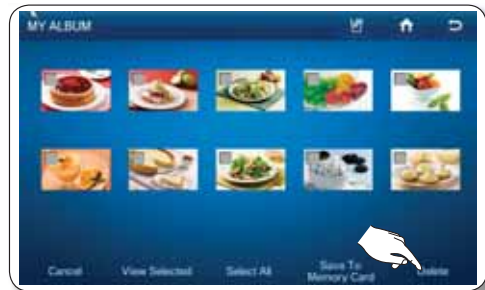 MY ALBUM
Cancel
View Selected
Select All
Save To
Memory Card
Delete